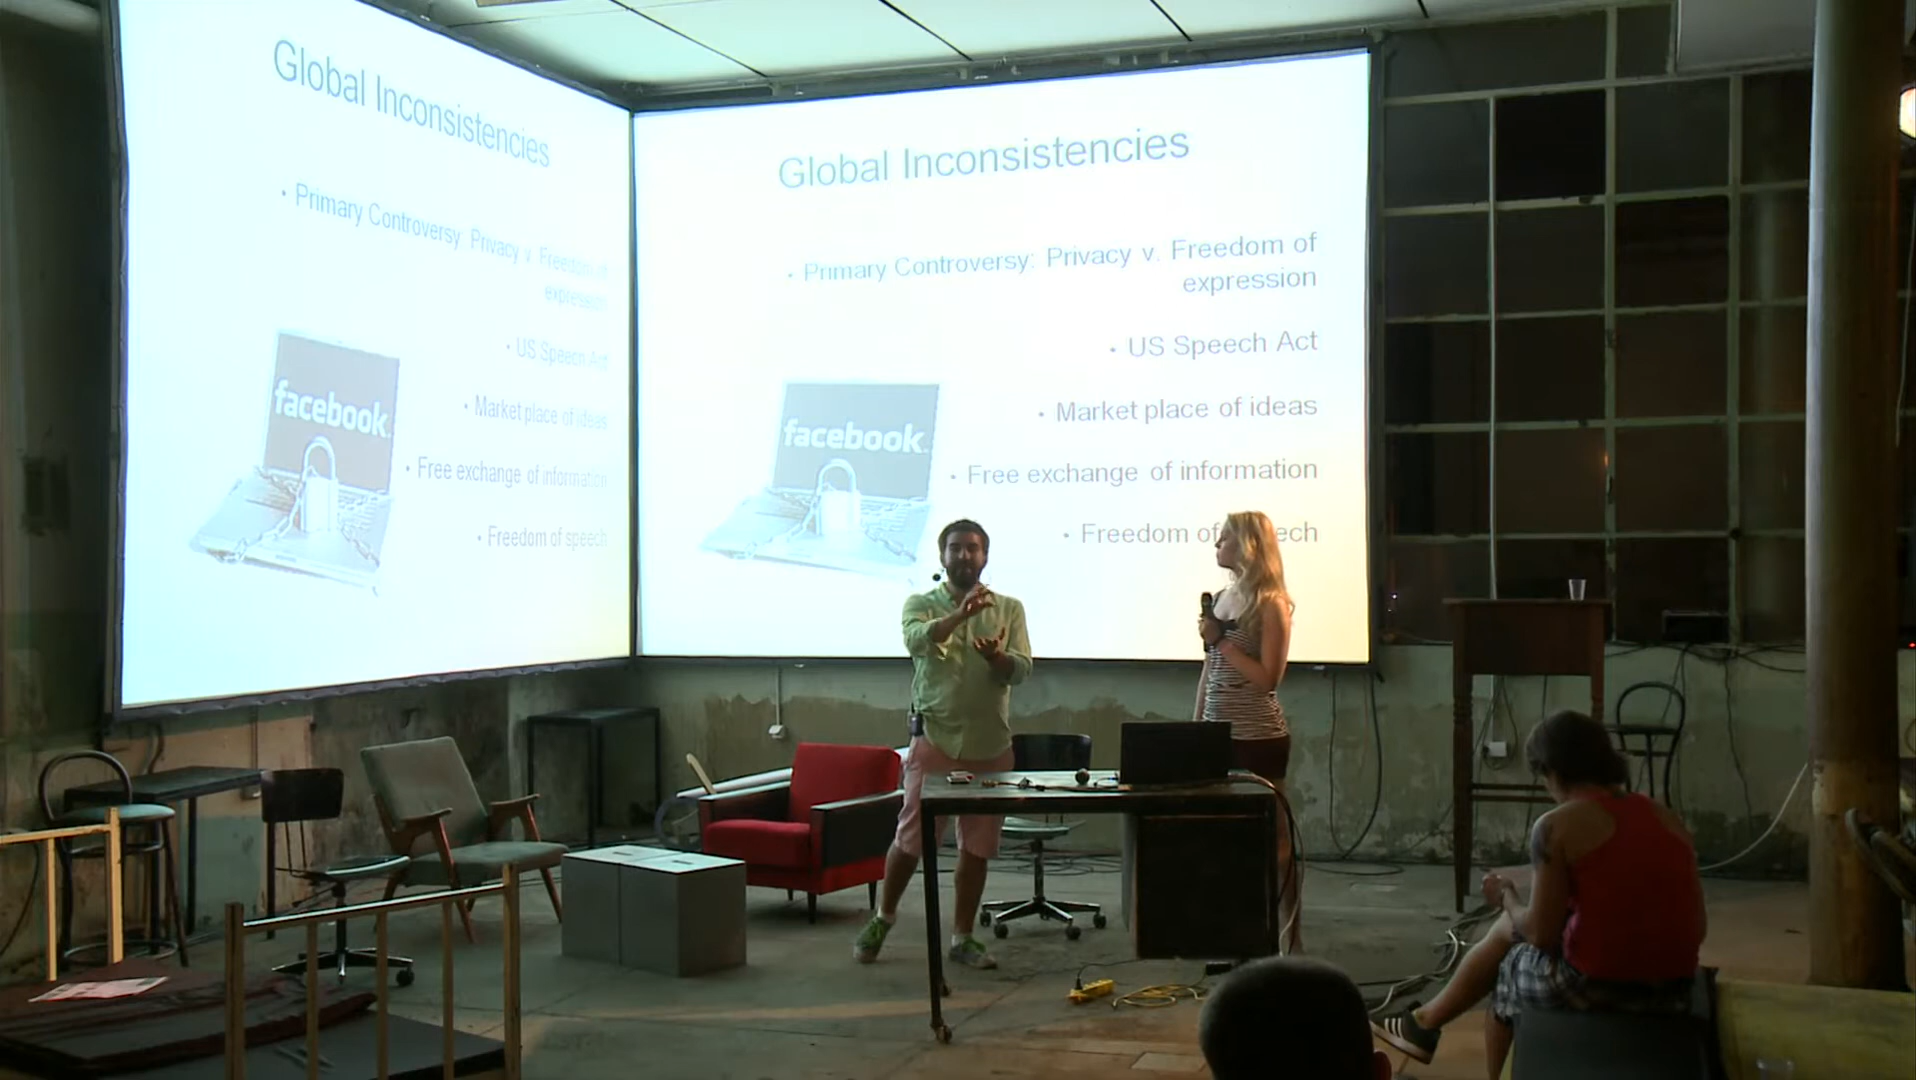 Global Inconsistencies
• Primary Controversy: Privacy v. Freedom of
expression
• US Speech Act
• Market place of ideas
• Free exchange of information
• Freedom of speech
facebook.
Global Inconsistencies
• Primary Controversy: Privacy v. Freedom of
expression
• US Speech Act
• Market place of ideas
• Free exchange of information
• Freedom of ech
facebook.